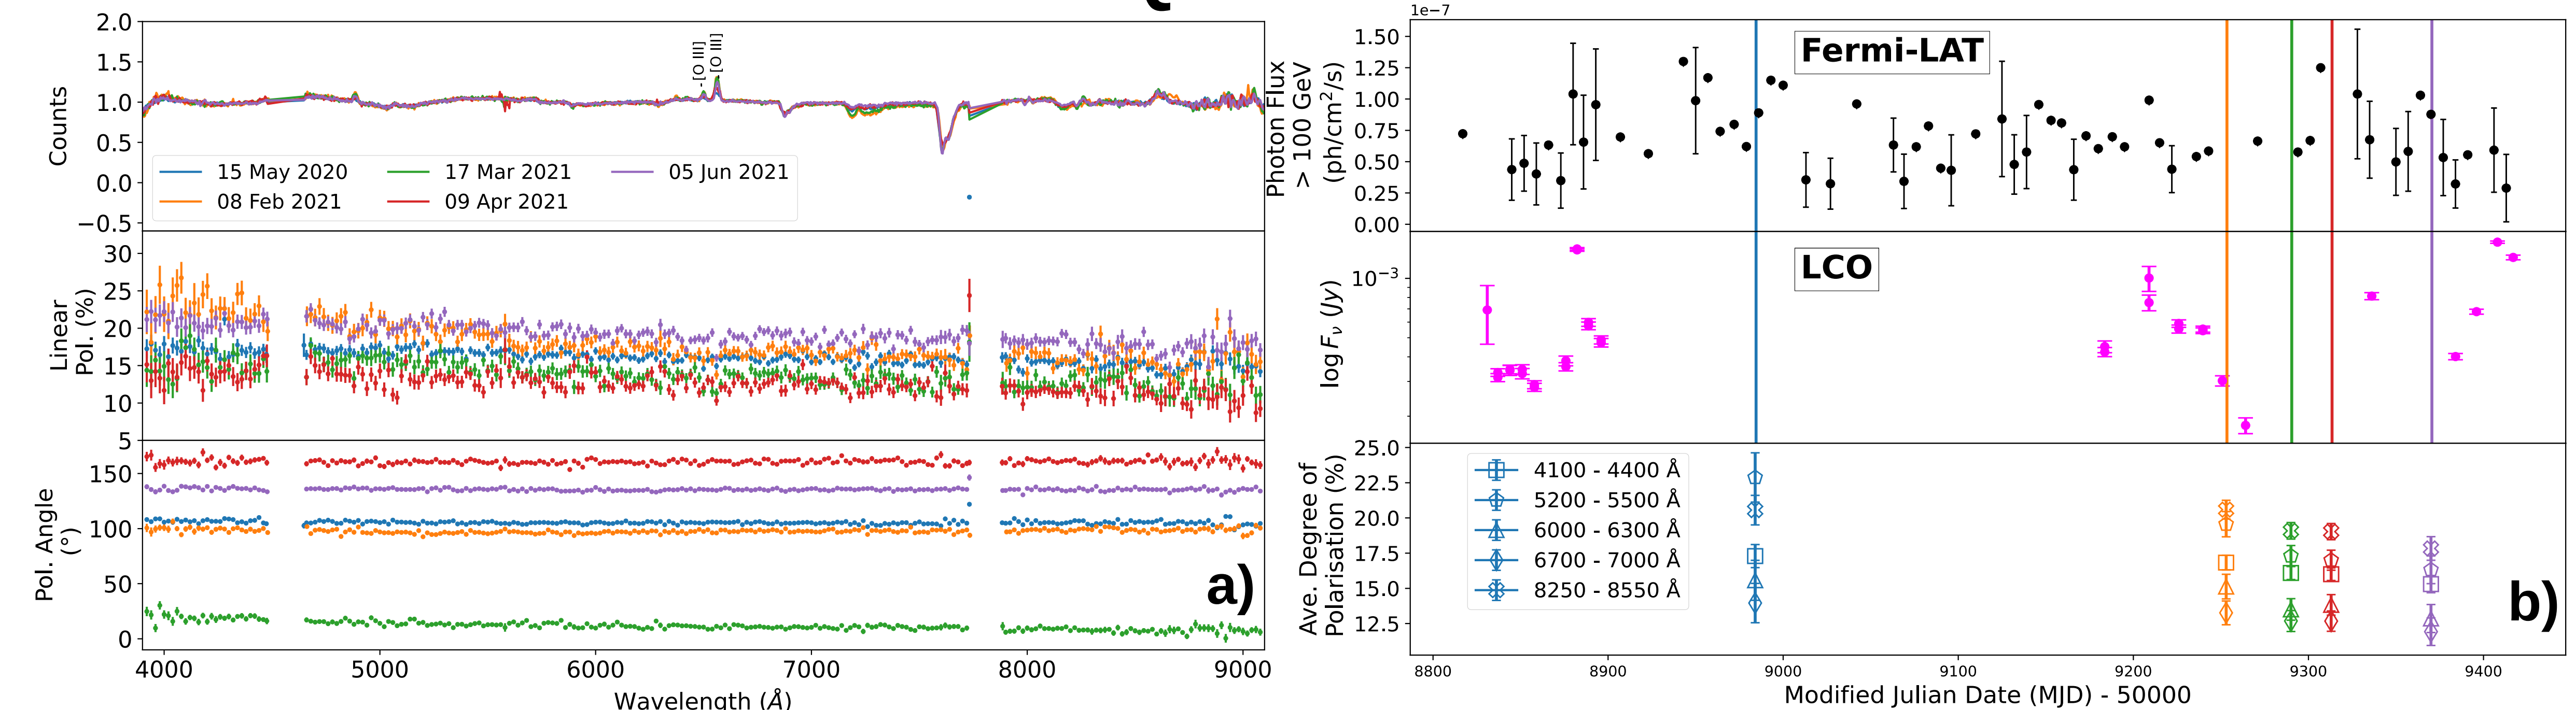 2.0
1.5
1.0
0.5
0.0
−0.5
Counts
[O III]
[O III]
15 May 2020
08 Feb 2021
17 Mar 2021
09 Apr 2021
05 Jun 2021
30
25
20
15
10
5
Linear
Pol. (%)
150
100
50
0
Pol. Angle
(°)
a)
4000
5000
6000
7000
8000
9000
Wavelength (Å)
1e−7
1.50
1.25
1.00
0.75
0.50
0.25
0.00
Photon Flux
> 100 GeV
(ph/cm²/s)
Fermi-LAT
10⁻³
log Fν (Jy)
LCO
25.0
22.5
20.0
17.5
15.0
12.5
Ave. Degree of
Polarisation (%)
4100 - 4400 Å
5200 - 5500 Å
6000 - 6300 Å
6700 - 7000 Å
8250 - 8550 Å
b)
8800
8900
9000
9100
9200
9300
9400
Modified Julian Date (MJD) - 50000